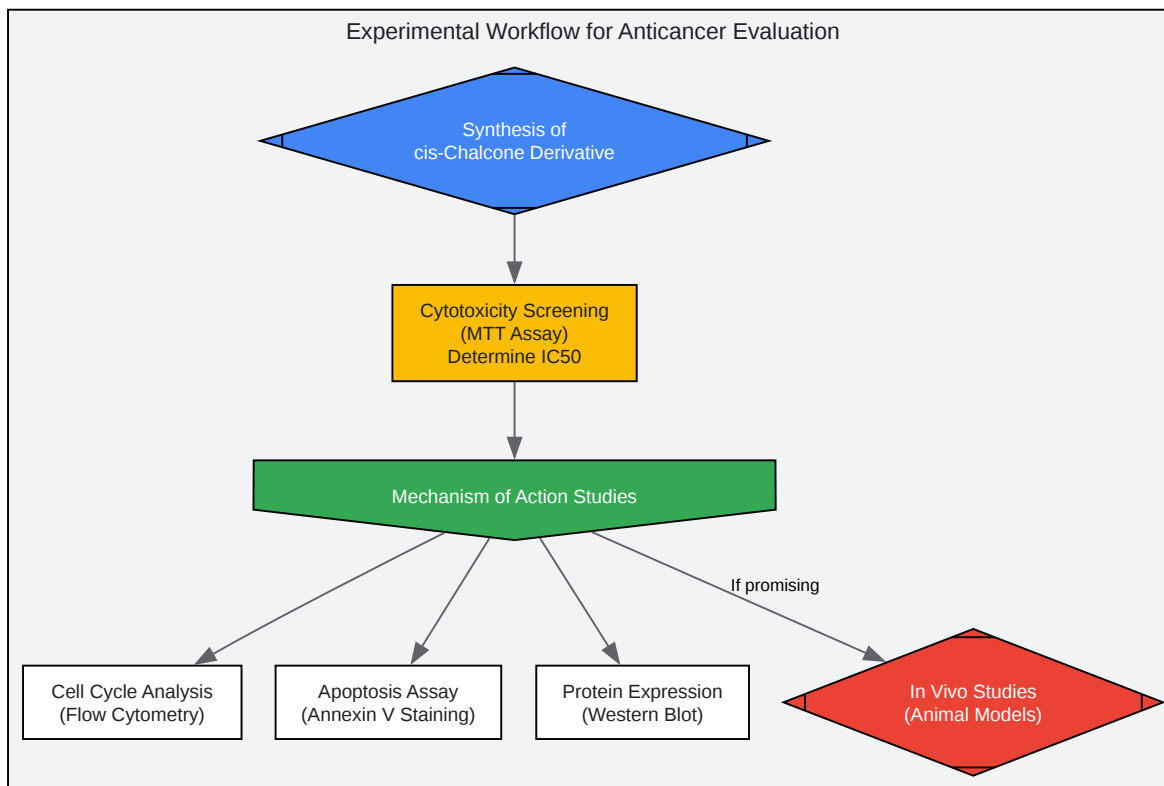 Experimental Workflow for Anticancer Evaluation
Synthesis of
cis-Chalcone Derivative
Cytotoxicity Screening
(MTT Assay)
Determine IC50
Mechanism of Action Studies
If promising
Cell Cycle Analysis
(Flow Cytometry)
Apoptosis Assay
(Annexin V Staining)
Protein Expression
(Western Blot)
In Vivo Studies
(Animal Models)